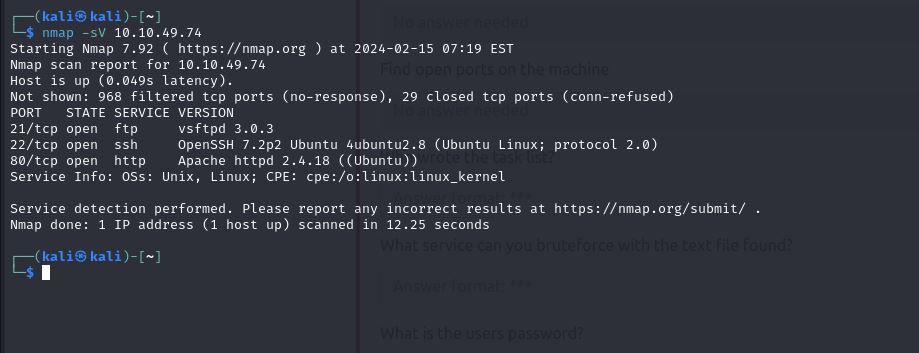 ┌──(kali㉿kali)-[~]
└─$ nmap -sV 10.10.49.74
Starting Nmap 7.92 ( https://nmap.org ) at 2024-02-15 07:19 EST
Nmap scan report for 10.10.49.74
Host is up (0.049s latency).
Not shown: 968 filtered tcp ports (no-response), 29 closed tcp ports (conn-refused)
PORT   STATE SERVICE VERSION
21/tcp open  ftp     vsftpd 3.0.3
22/tcp open  ssh     OpenSSH 7.2p2 Ubuntu 4ubuntu2.8 (Ubuntu Linux; protocol 2.0)
80/tcp open  http    Apache httpd 2.4.18 ((Ubuntu))
Service Info: OSs: Unix, Linux; CPE: cpe:/o:linux:linux_kernel
Service detection performed. Please report any incorrect results at https://nmap.org/submit/ .
Nmap done: 1 IP address (1 host up) scanned in 12.25 seconds
┌──(kali㉿kali)-[~]
└─$
No answer needed
Find open ports on the machine
No answer needed
wrote the task list?
Answer format: ***
What service can you bruteforce with the text file found?
Answer format: ***
What is the users password?